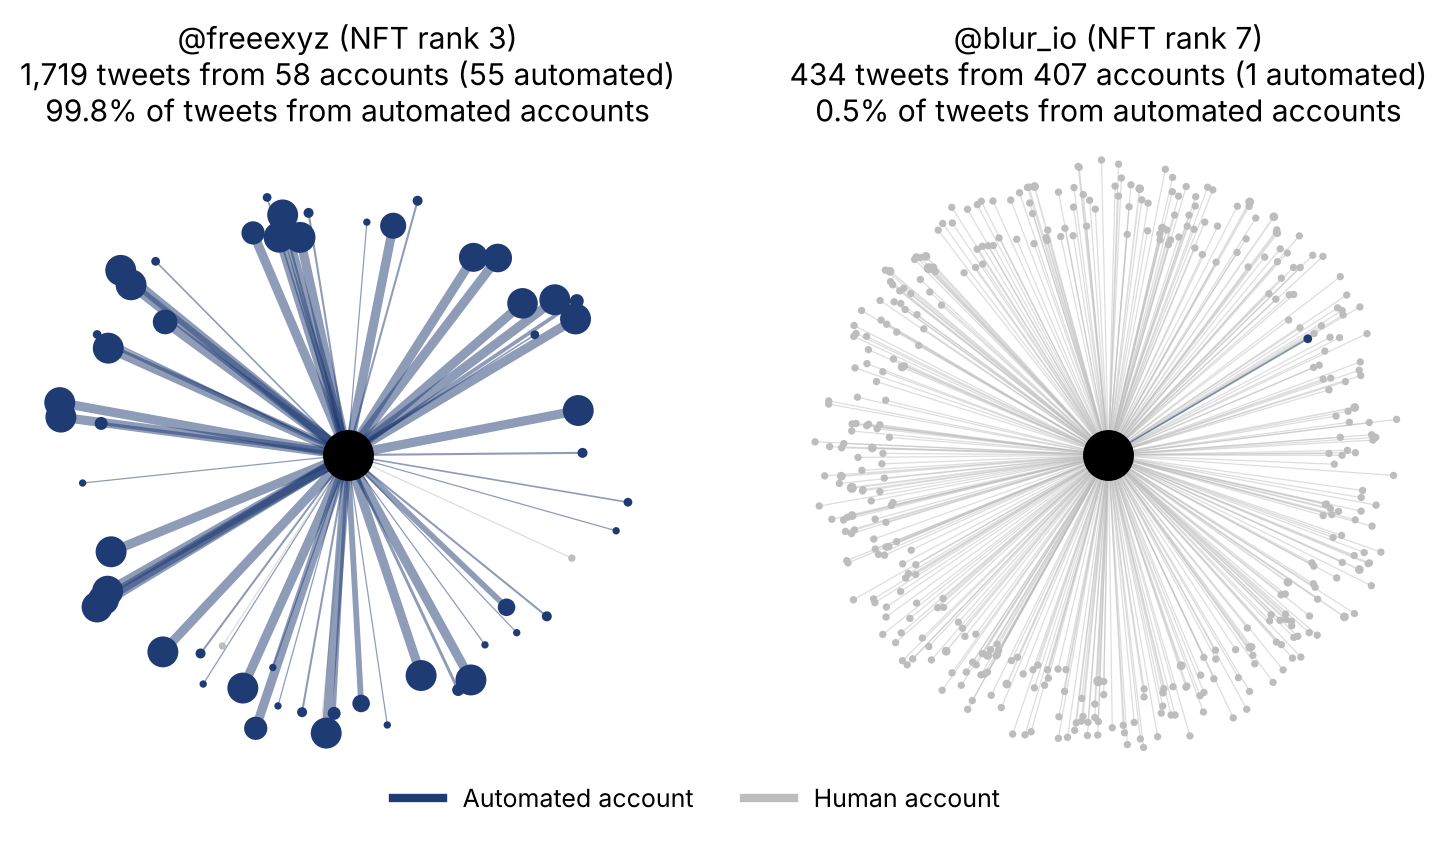 @freeexyz (NFT rank 3)
1,719 tweets from 58 accounts (55 automated)
99.8% of tweets from automated accounts
@blur_io (NFT rank 7)
434 tweets from 407 accounts (1 automated)
0.5% of tweets from automated accounts
Automated account
Human account